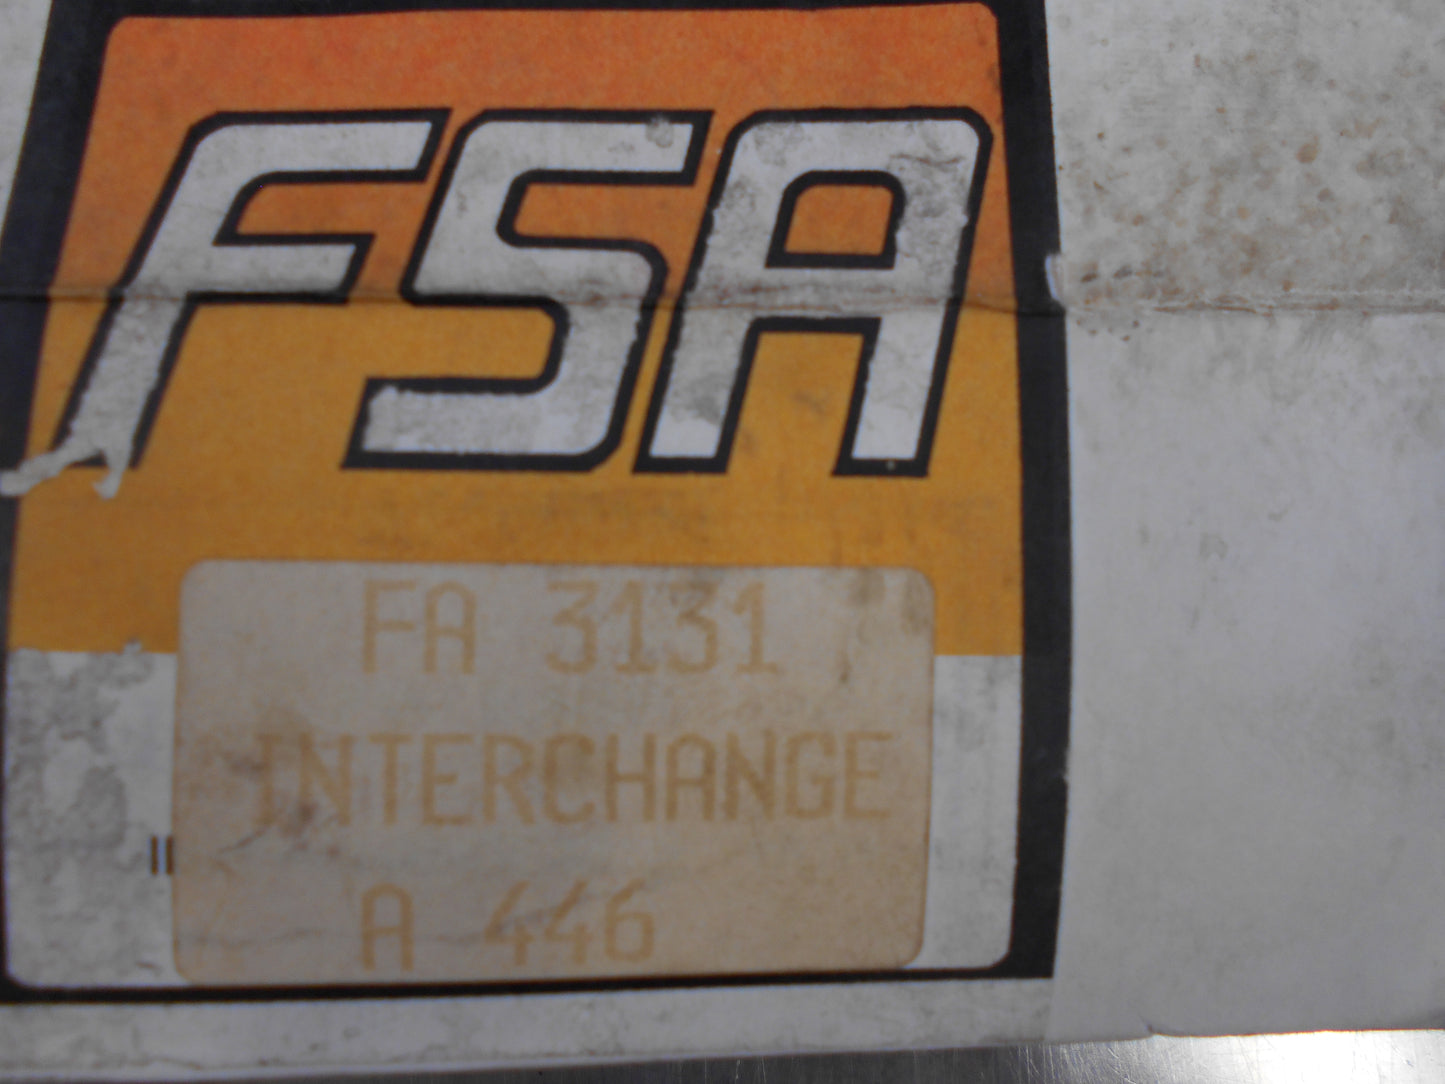 FSA
FA 3131
INTERCHANGE
A 446